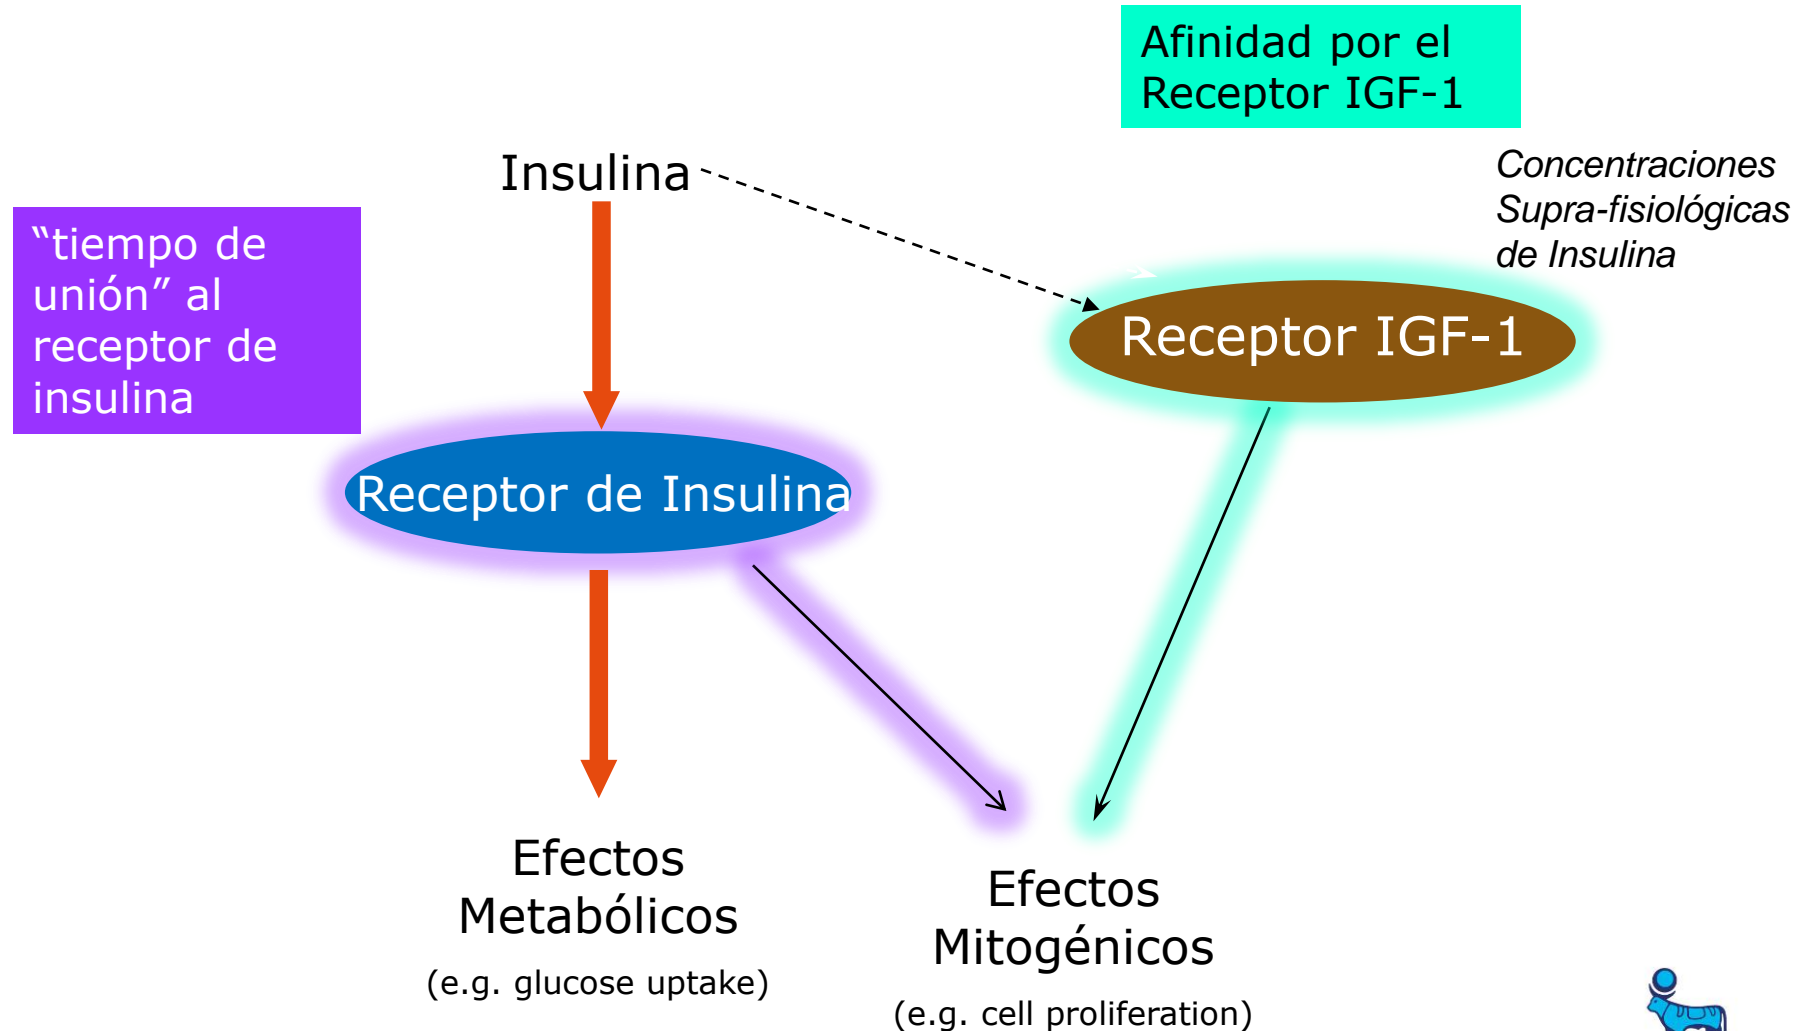 Afinidad por el
Receptor IGF-1
Insulina
Concentraciones
Supra-fisiológicas
de Insulina
“tiempo de
unión” al
receptor de
insulina
Receptor IGF-1
Receptor de Insulina
Efectos
Metabólicos
(e.g. glucose uptake)
Efectos
Mitogénicos
(e.g. cell proliferation)